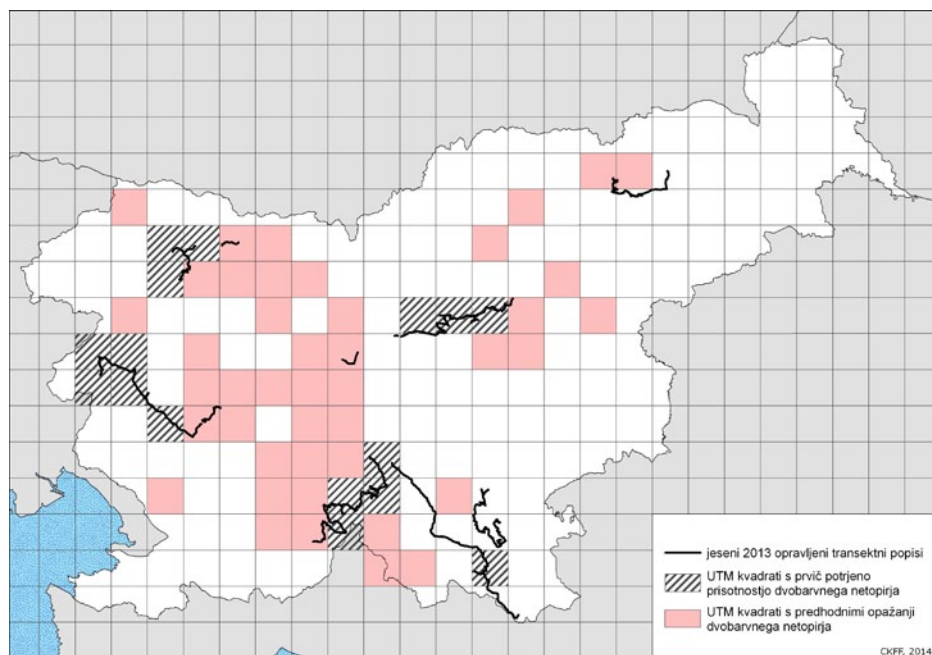 jeseni 2013 opravljeni transektni popisi
UTM kvadrati s prvič potrjeno
prisotnostjo dvobarvnega netopirja
UTM kvadrati s predhodnimi opažanji
dvobarvnega netopirja
CKFF, 2014